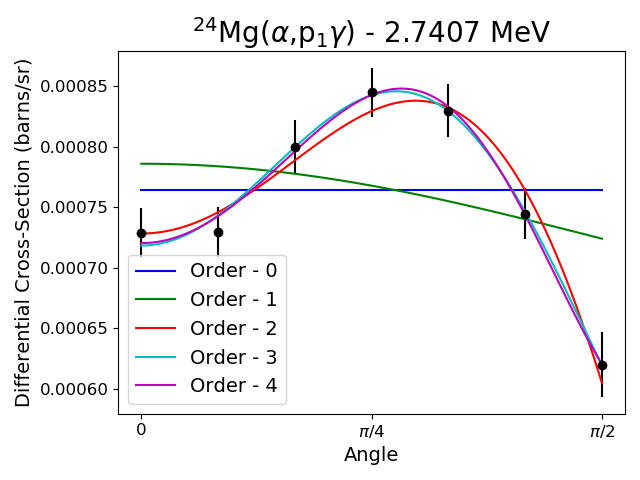 ²⁴Mg(α,p₁γ) - 2.7407 MeV
Differential Cross-Section (barns/sr)
0.00085
0.00080
0.00075
0.00070
0.00065
0.00060
Order - 0
Order - 1
Order - 2
Order - 3
Order - 4
0 π/4 π/2
Angle